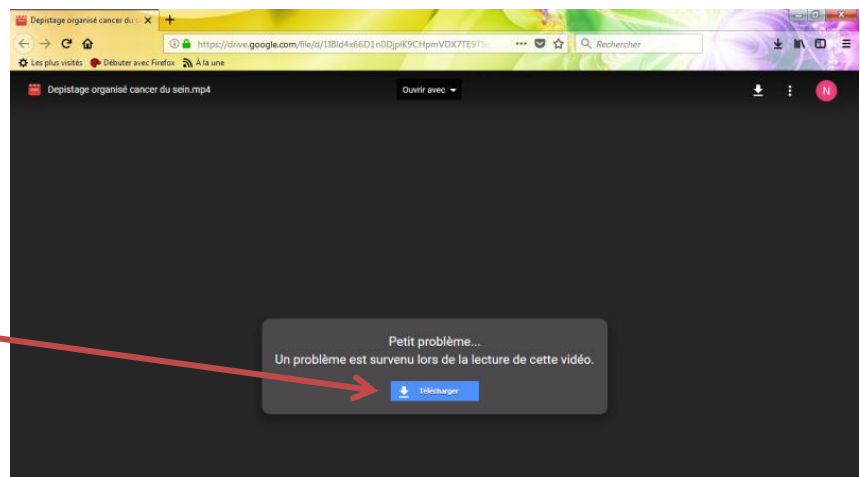 Depistage organisé cancer du
https://drive.google.com/file/d/
Rechercher
Les plus visités Débuter avec Firefox À la une
Depistage organisé cancer du sein.mp4
Ouvrir avec
N
Petit problème...
Un problème est survenu lors de la lecture de cette vidéo.
Télécharger